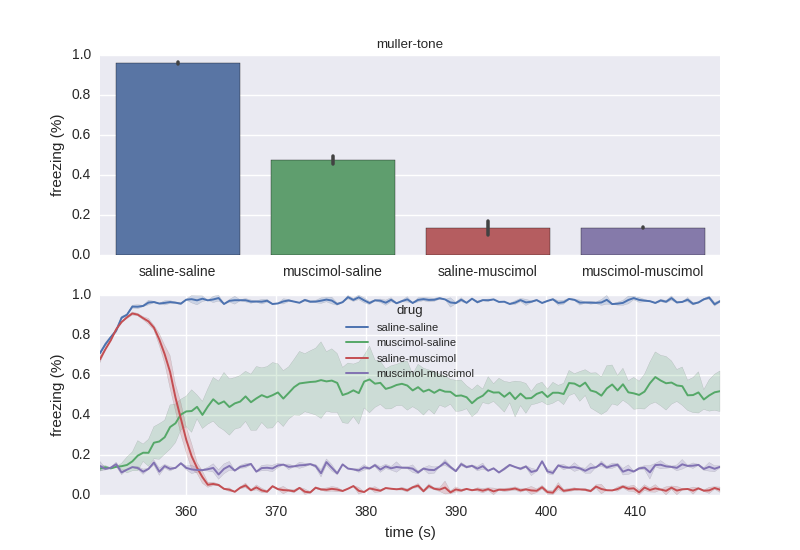 muller-tone
freezing (%)
1.0
0.8
0.6
0.4
0.2
0.0
saline-saline muscimol-saline saline-muscimol muscimol-muscimol
freezing (%)
1.0
0.8
0.6
0.4
0.2
0.0
drug
saline-saline
muscimol-saline
saline-muscimol
muscimol-muscimol
360 370 380 390 400 410
time (s)